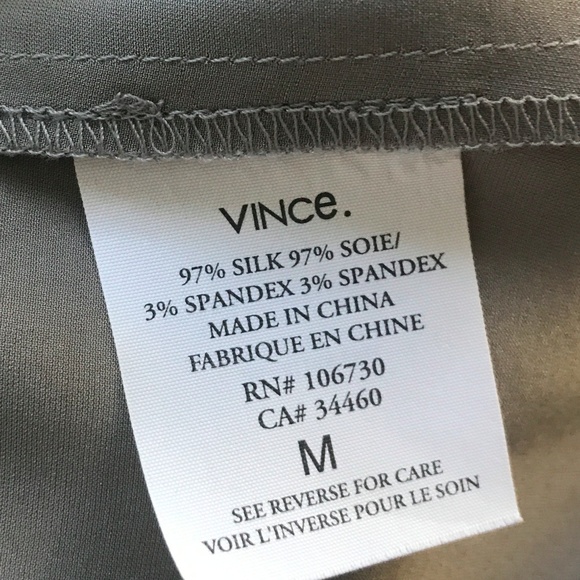 VINCe.
97% SILK 97% SOIE/
3% SPANDEX 3% SPANDEX
MADE IN CHINA
FABRIQUE EN CHINE
RN# 106730
CA# 34460
M
SEE REVERSE FOR CARE
VOIR L'INVERSE POUR LE SOIN